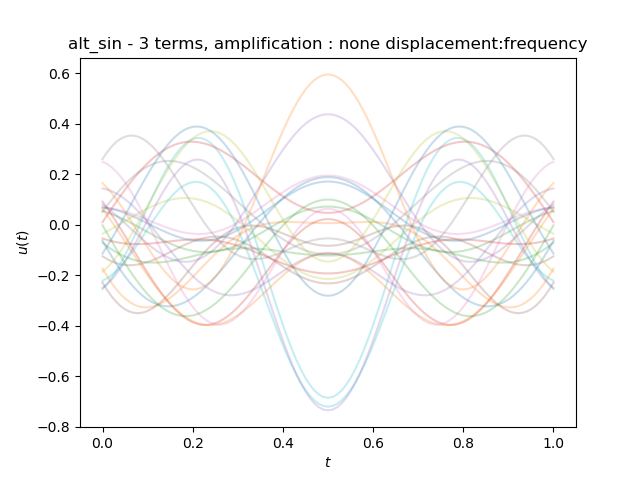 alt_sin - 3 terms, amplification : none displacement:frequency
0.6
0.4
0.2
0.0
−0.2
−0.4
−0.6
−0.8
u(t)
0.0 0.2 0.4 0.6 0.8 1.0
t